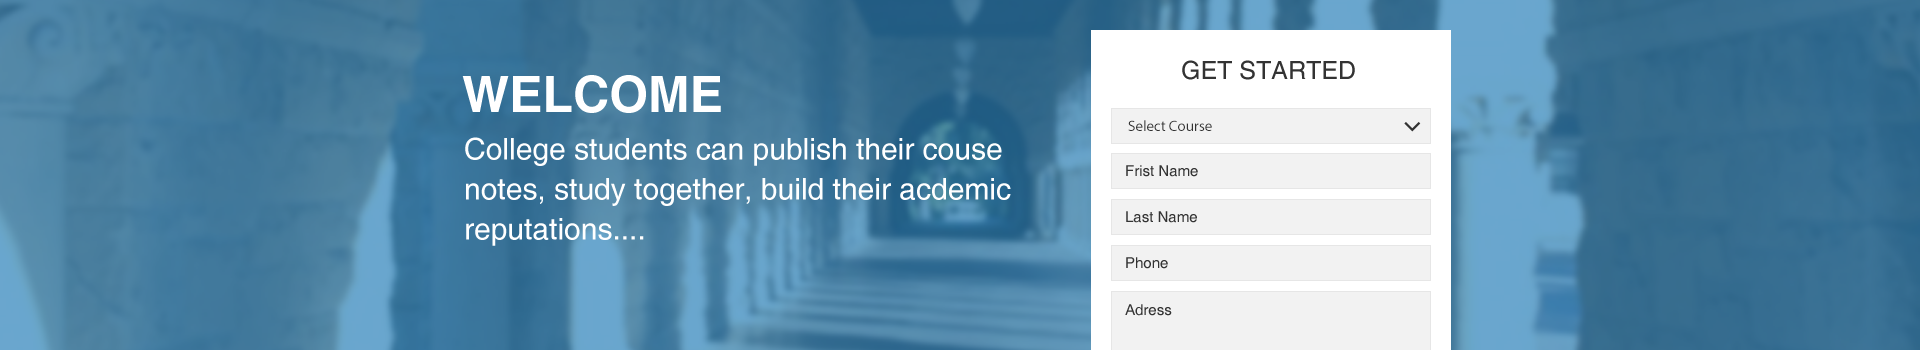 WELCOME
College students can publish their couse
notes, study together, build their acdemic
reputations....
GET STARTED
Select Course
Frist Name
Last Name
Phone
Adress